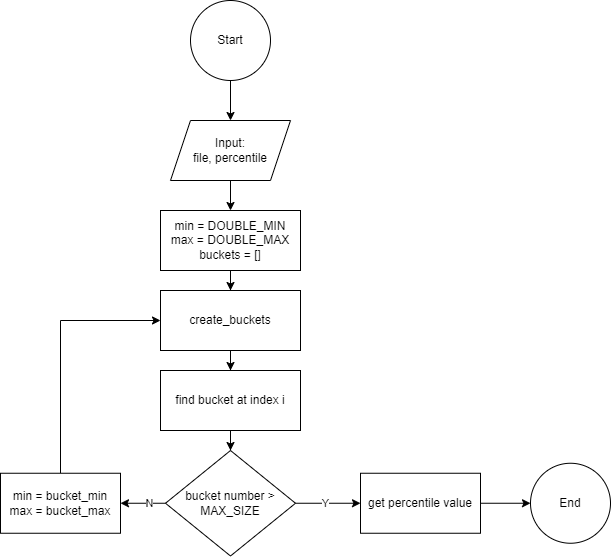 Start
Input:
file, percentile
min = DOUBLE_MIN
max = DOUBLE_MAX
buckets = []
create_buckets
find bucket at index i
bucket number >
MAX_SIZE
N
Y
min = bucket_min
max = bucket_max
get percentile value
End